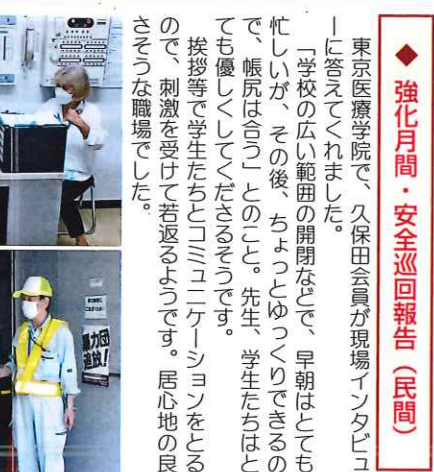 ◆ 強化月間・安全巡回報告（民間）
東京医療学院で、久保田会員が現場インタビュ
ーに答えてくれました。
「学校の広い範囲の開閉などで、早朝はとても
忙しいが、その後、ちょっとゆっくりできるの
で、帳尻は合う」とのこと。先生、学生たちはと
ても優しくしてくださるそうです。
挨拶等で学生たちとコミュニケーションをとる
ので、刺激を受けて若返るようです。居心地の良
さそうな職場でした。
暴力団
追放！